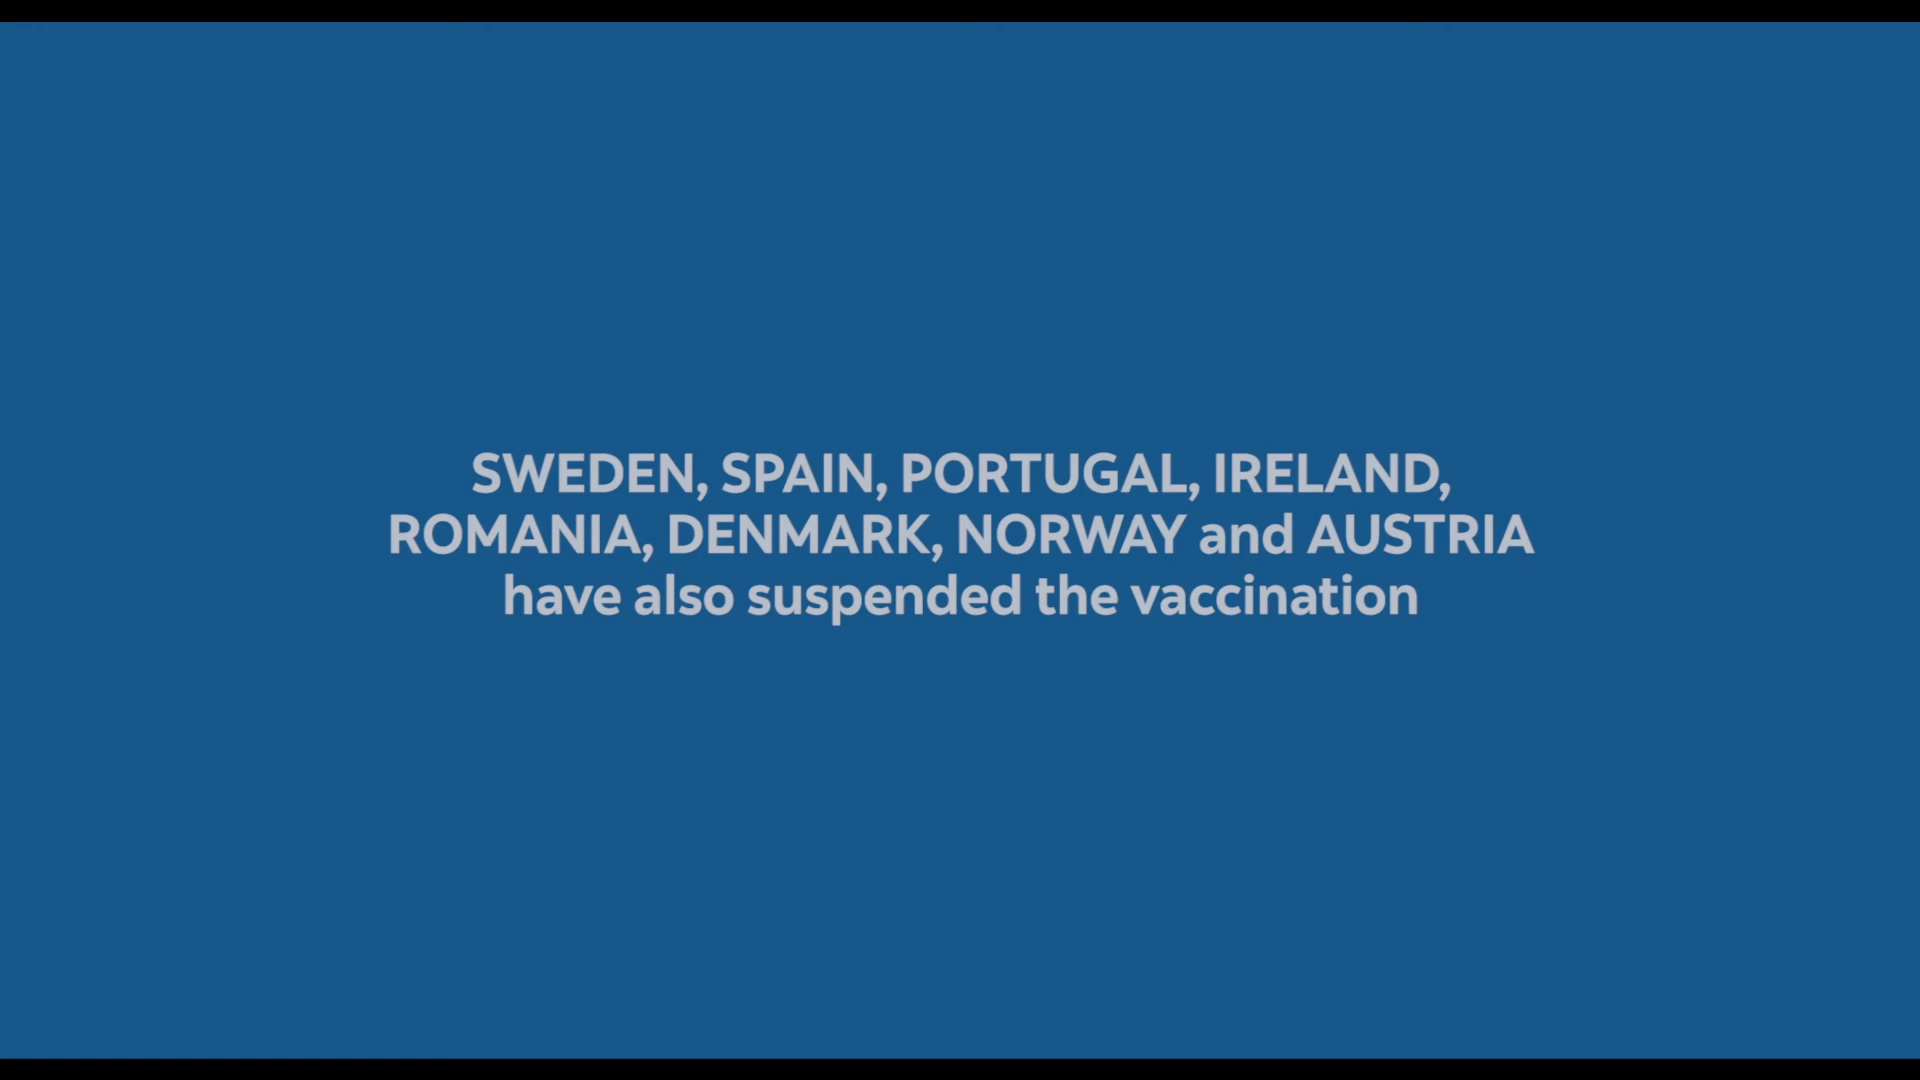 SWEDEN, SPAIN, PORTUGAL, IRELAND,
ROMANIA, DENMARK, NORWAY and AUSTRIA
have also suspended the vaccination